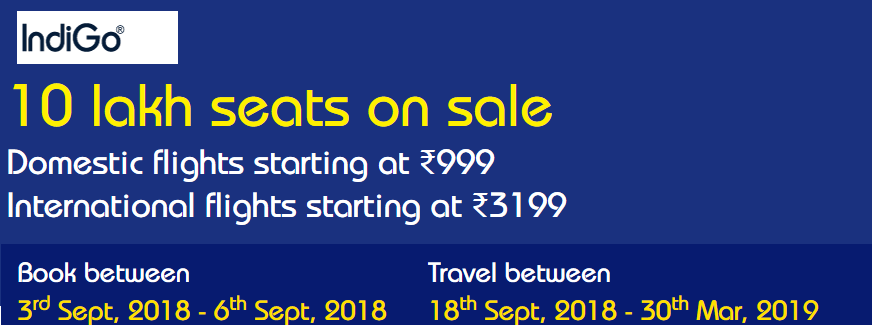 IndiGo®
10 lakh seats on sale
Domestic flights starting at ₹999
International flights starting at ₹3199
Book between
3rd Sept, 2018 - 6th Sept, 2018
Travel between
18th Sept, 2018 - 30th Mar, 2019